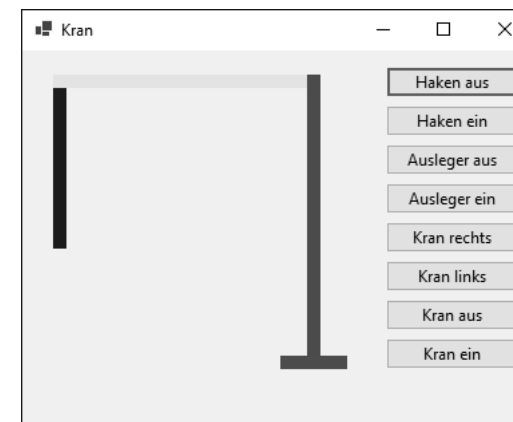 Kran
Haken aus
Haken ein
Ausleger aus
Ausleger ein
Kran rechts
Kran links
Kran aus
Kran ein